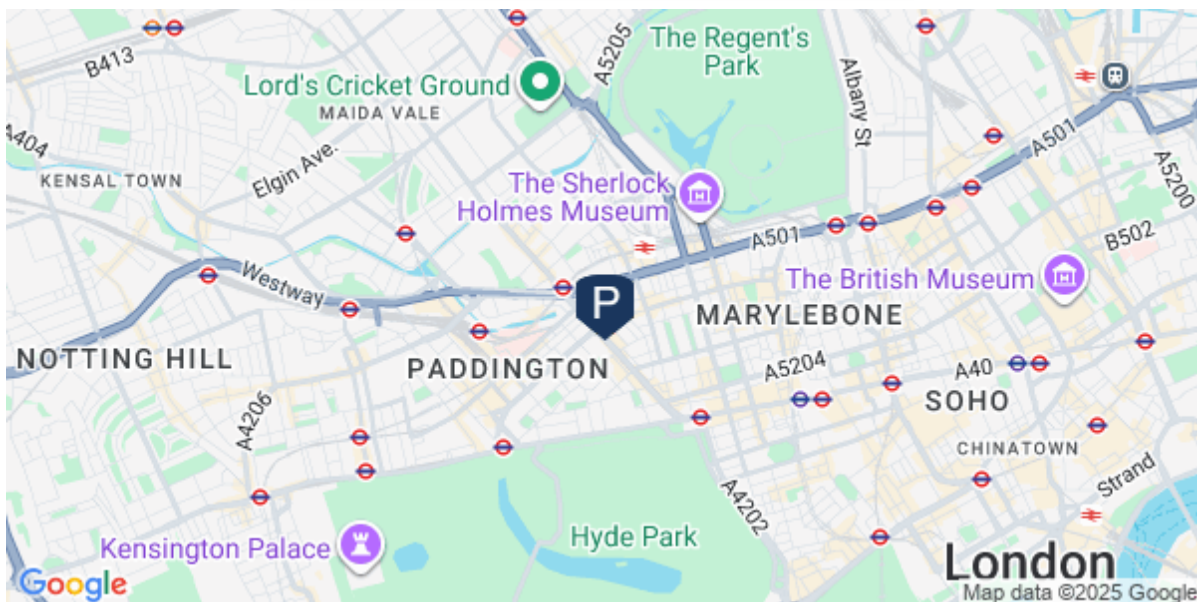 B413
A5205
The Regent's
Park
Lord's Cricket Ground
MAIDA VALE
Albany St
A501
A404
Elgin Ave.
KENSAL TOWN
The Sherlock
Holmes Museum
A5200
A501
B502
Westway
The British Museum
P
MARYLEBONE
NOTTING HILL
PADDINGTON
A5204
A40
A4206
SOHO
CHINATOWN
A4202
Strand
Hyde Park
Kensington Palace
London
Google
Map data ©2025 Google